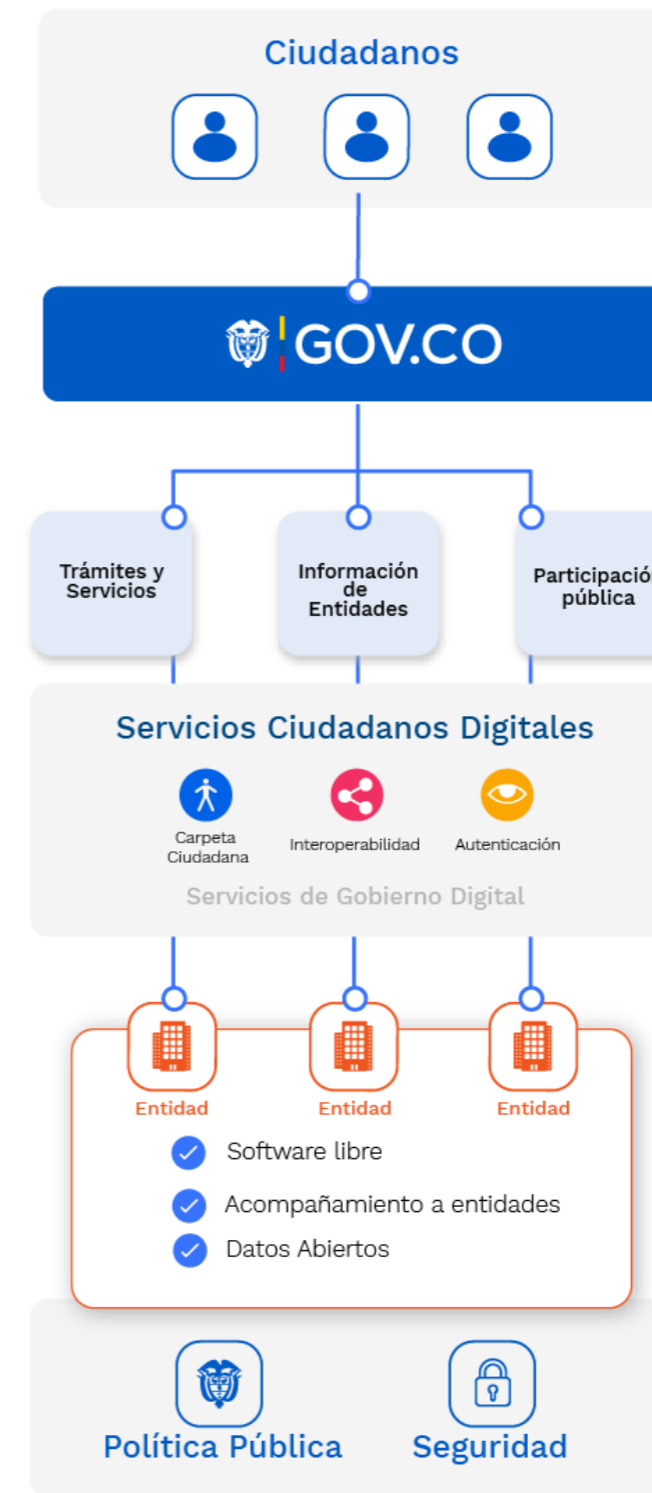 Ciudadanos
GOV.CO
Trámites y
Servicios
Información
de
Entidades
Participació
pública
Servicios Ciudadanos Digitales
Carpeta
Ciudadana
Interoperabilidad
Autenticación
Servicios de Gobierno Digital
Entidad
Entidad
Entidad
Software libre
Acompañamiento a entidades
Datos Abiertos
Política Pública
Seguridad